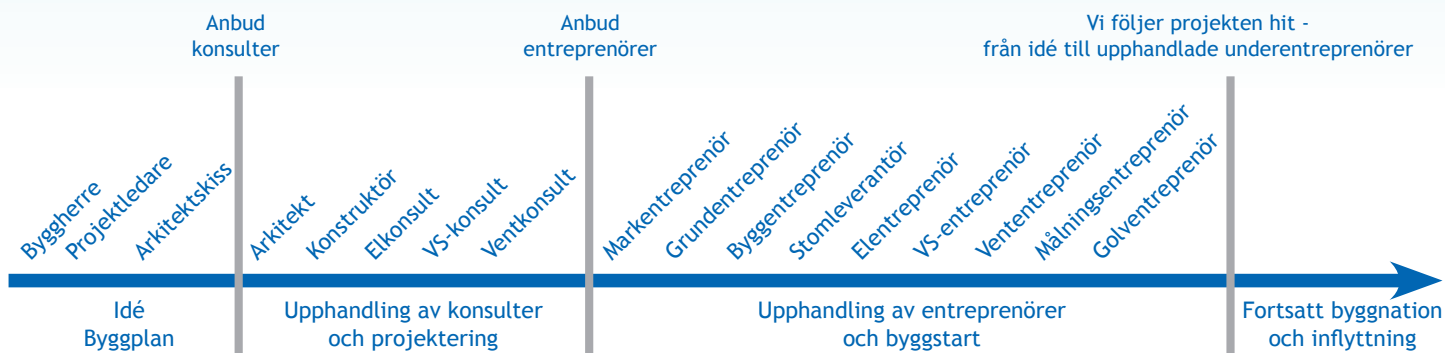 Anbud
konsulter
Anbud
entreprenörer
Vi följer projekten hit -
från idé till upphandlade underentreprenörer
Byggherre
Projektledare
Arkitektskiss
Arkitekt
Konstruktör
Elkonsult
VS-konsult
Ventkonsult
Markentreprenör
Grundentreprenör
Byggentreprenör
Stomleverantör
Elentreprenör
VS-entreprenör
Vententreprenör
Målningsentreprenör
Golventreprenör
Idé
Byggplan
Upphandling av konsulter
och projektering
Upphandling av entreprenörer
och byggstart
Fortsatt byggnation
och inflyttning